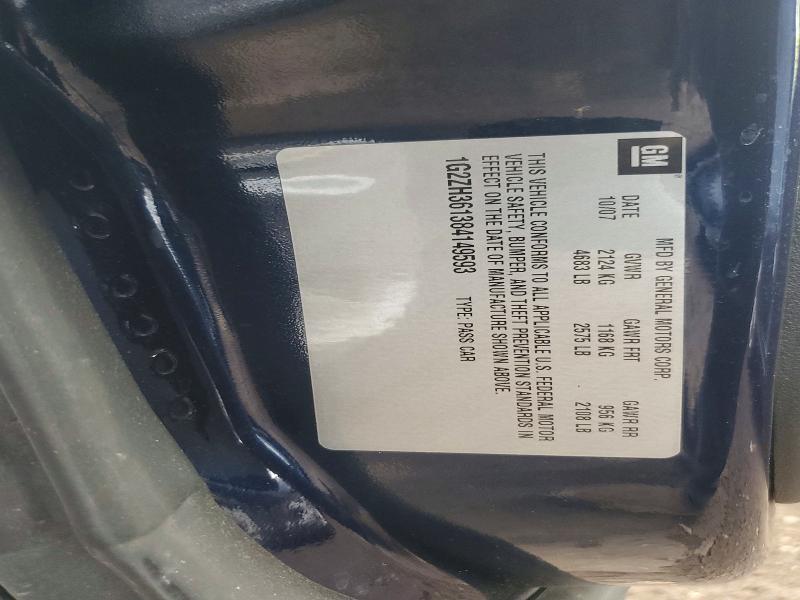 GM
MFD BY GENERAL MOTORS CORP.
DATE GVWR GAWR FRT GAWR RR
10/07 2124 KG 1168 KG 956 KG
4683 LB 2575 LB 2108 LB
THIS VEHICLE CONFORMS TO ALL APPLICABLE U.S. FEDERAL MOTOR
VEHICLE SAFETY, BUMPER, AND THEFT PREVENTION STANDARDS IN
EFFECT ON THE DATE OF MANUFACTURE SHOWN ABOVE.
1G2ZH361384149593 TYPE: PASS CAR